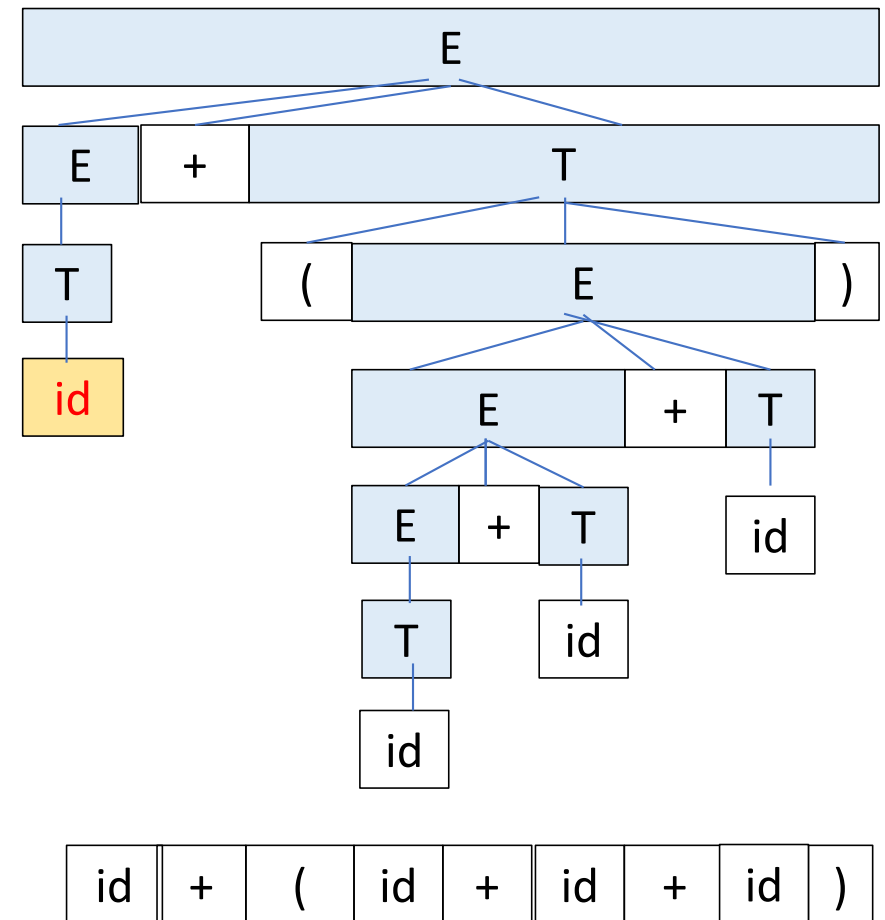 E
E + T
T ( E )
id
E + T
E + T id
T id
id
id + ( id + id + id )